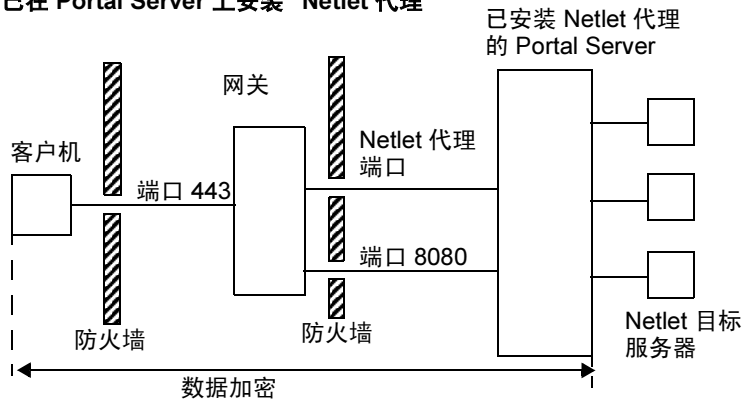 已在 Portal Server 上安装 "Netlet 代理"
已安装 Netlet 代理
的 Portal Server
网关
客户机
Netlet 代理
端口
端口 443
端口 8080
防火墙
防火墙
Netlet 目标
服务器
数据加密